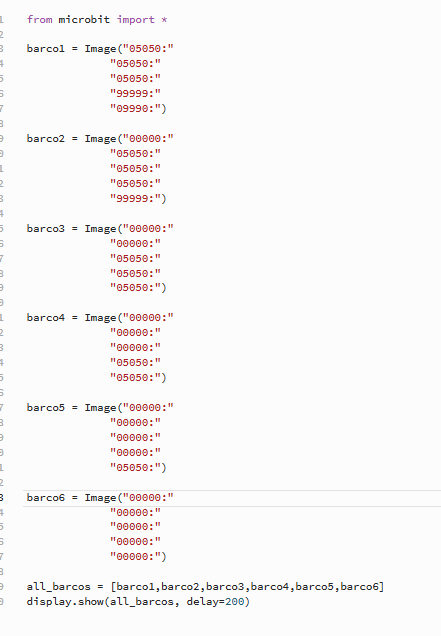 from microbit import *
barco1 = Image("05050:"
"05050:"
"05050:"
"99999:"
"09990:")
barco2 = Image("00000:"
"05050:"
"05050:"
"05050:"
"99999:")
barco3 = Image("00000:"
"00000:"
"05050:"
"05050:"
"05050:")
barco4 = Image("00000:"
"00000:"
"00000:"
"05050:"
"05050:")
barco5 = Image("00000:"
"00000:"
"00000:"
"00000:"
"05050:")
barco6 = Image("00000:"
"00000:"
"00000:"
"00000:"
"00000:")
all_barcos = [barco1,barco2,barco3,barco4,barco5,barco6]
display.show(all_barcos, delay=200)